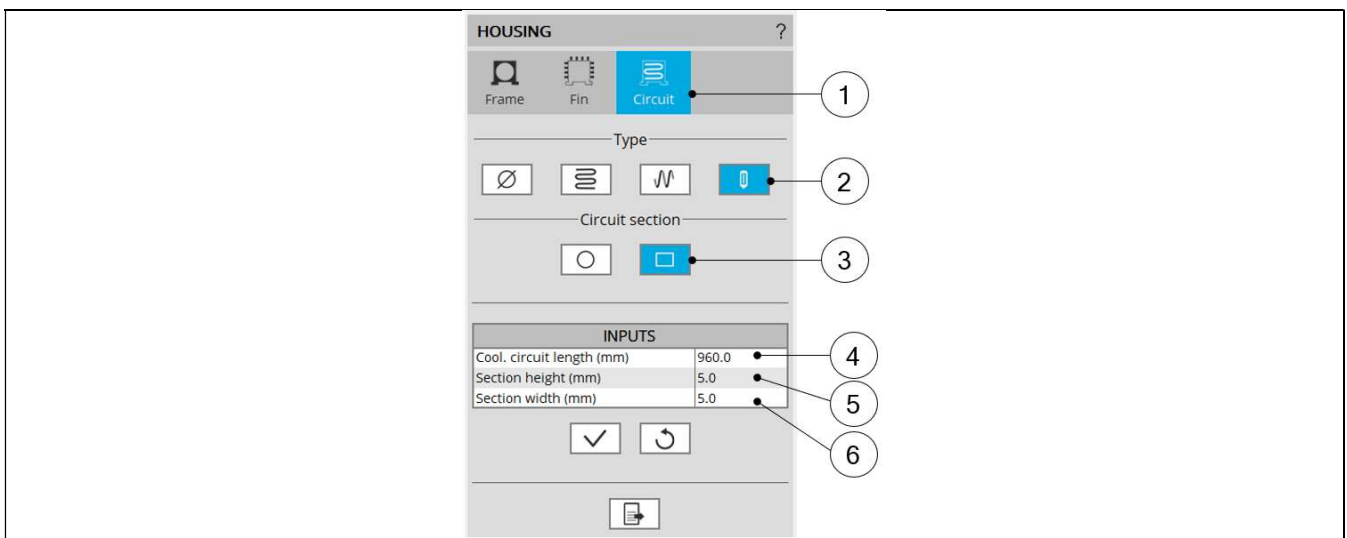 HOUSING ?
Frame Fin Circuit
1
Type
2
Circuit section
3
INPUTS
Cool. circuit length (mm) 960.0
4
Section height (mm) 5.0
5
Section width (mm) 5.0
6